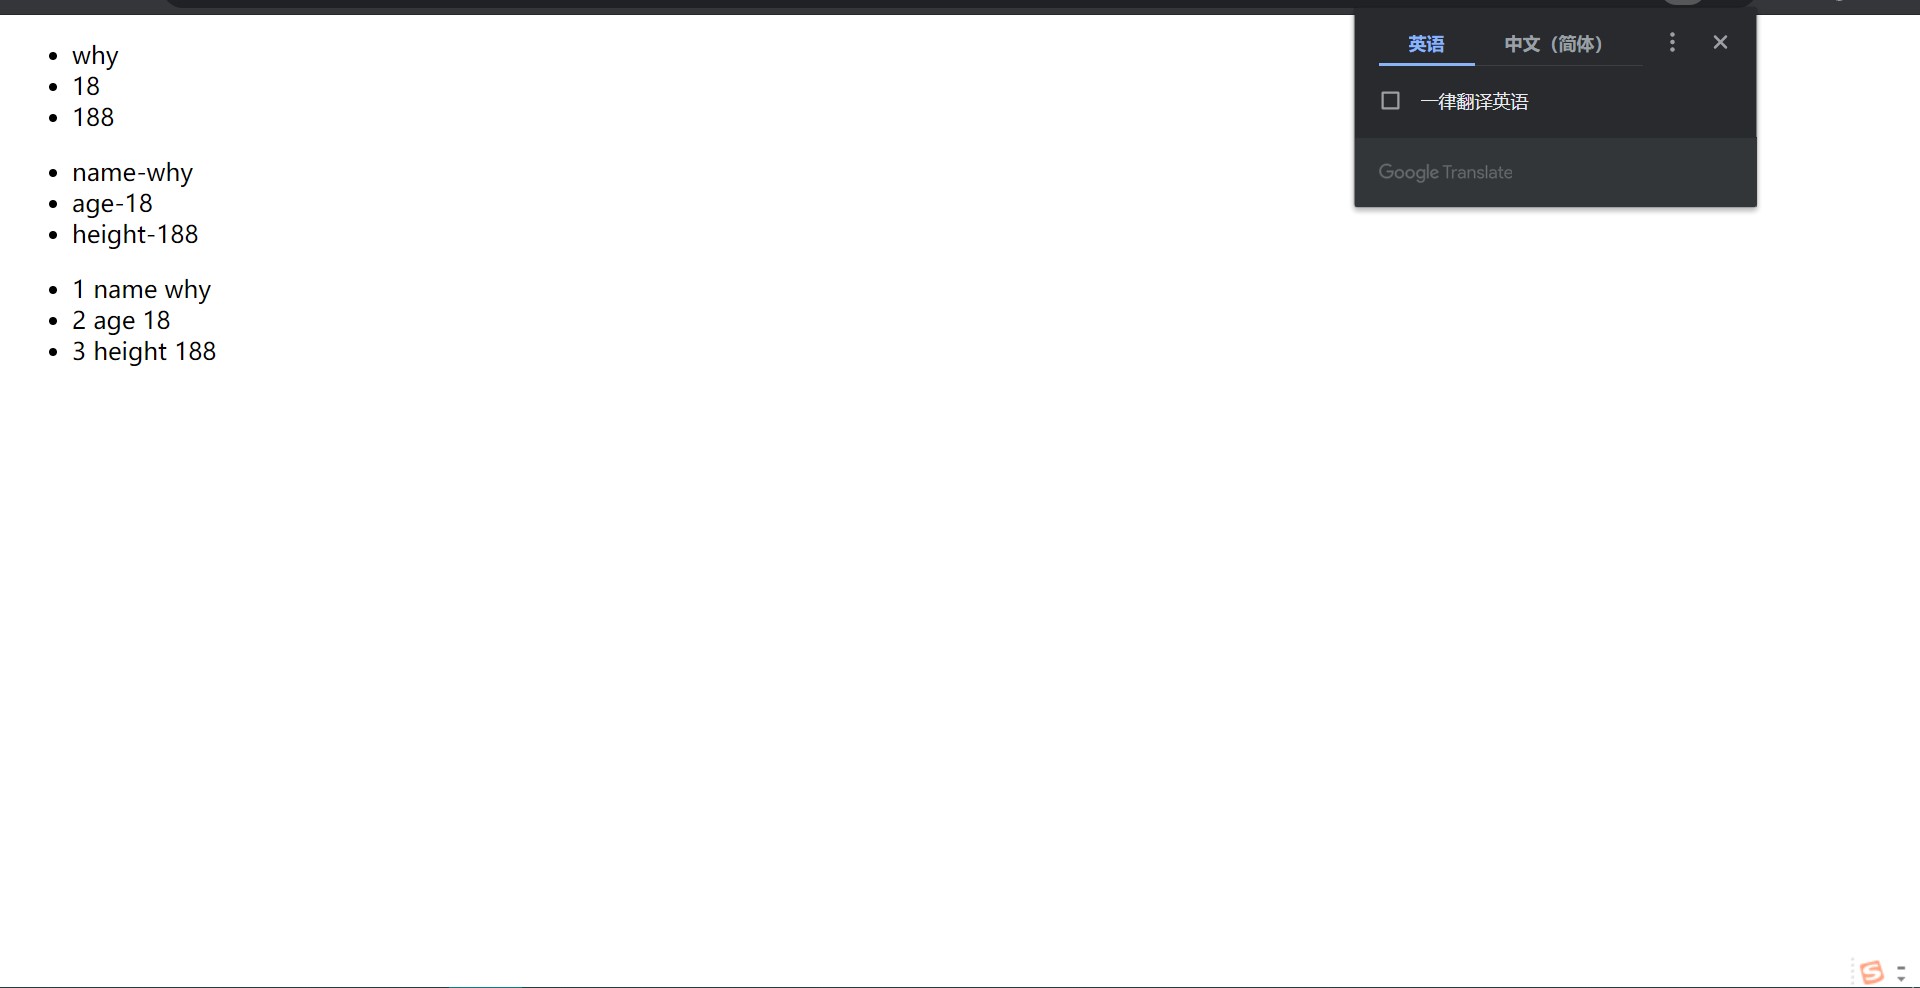 why
18
188
name-why
age-18
height-188
1 name why
2 age 18
3 height 188
英语 中文（简体）
一律翻译英语
Google Translate